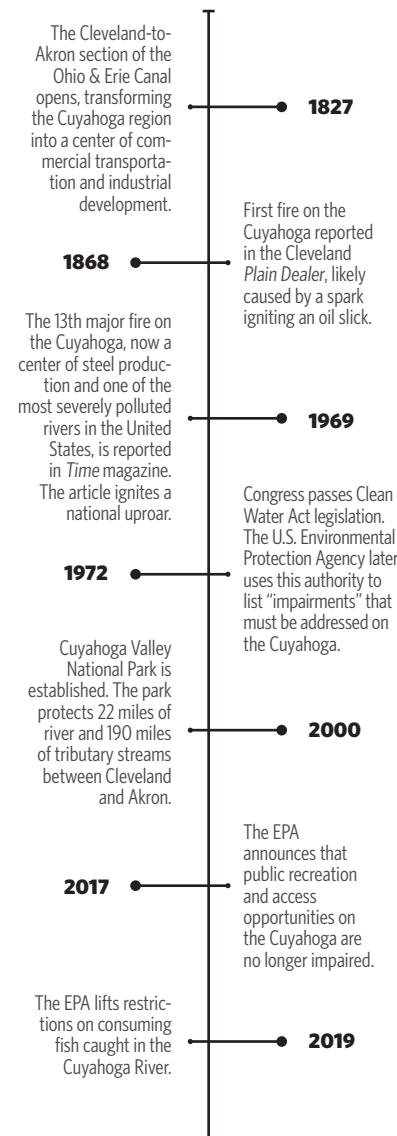 The Cleveland-to-
Akron section of the
Ohio & Erie Canal
opens, transforming
the Cuyahoga region
into a center of com-
mercial transporta-
tion and industrial
development.
1827
First fire on the
Cuyahoga reported
in the Cleveland
Plain Dealer, likely
caused by a spark
igniting an oil slick.
1868
The 13th major fire on
the Cuyahoga, now a
center of steel produc-
tion and one of the
most severely polluted
rivers in the United
States, is reported
in Time magazine.
The article ignites a
national uproar.
1969
Congress passes Clean
Water Act legislation.
The U.S. Environmental
Protection Agency later
uses this authority to
list “impairments” that
must be addressed on
the Cuyahoga.
1972
Cuyahoga Valley
National Park is
established. The park
protects 22 miles of
river and 190 miles
of tributary streams
between Cleveland
and Akron.
2000
The EPA
announces that
public recreation
and access
opportunities on
the Cuyahoga are
no longer impaired.
2017
The EPA lifts restric-
tions on consuming
fish caught in the
Cuyahoga River.
2019